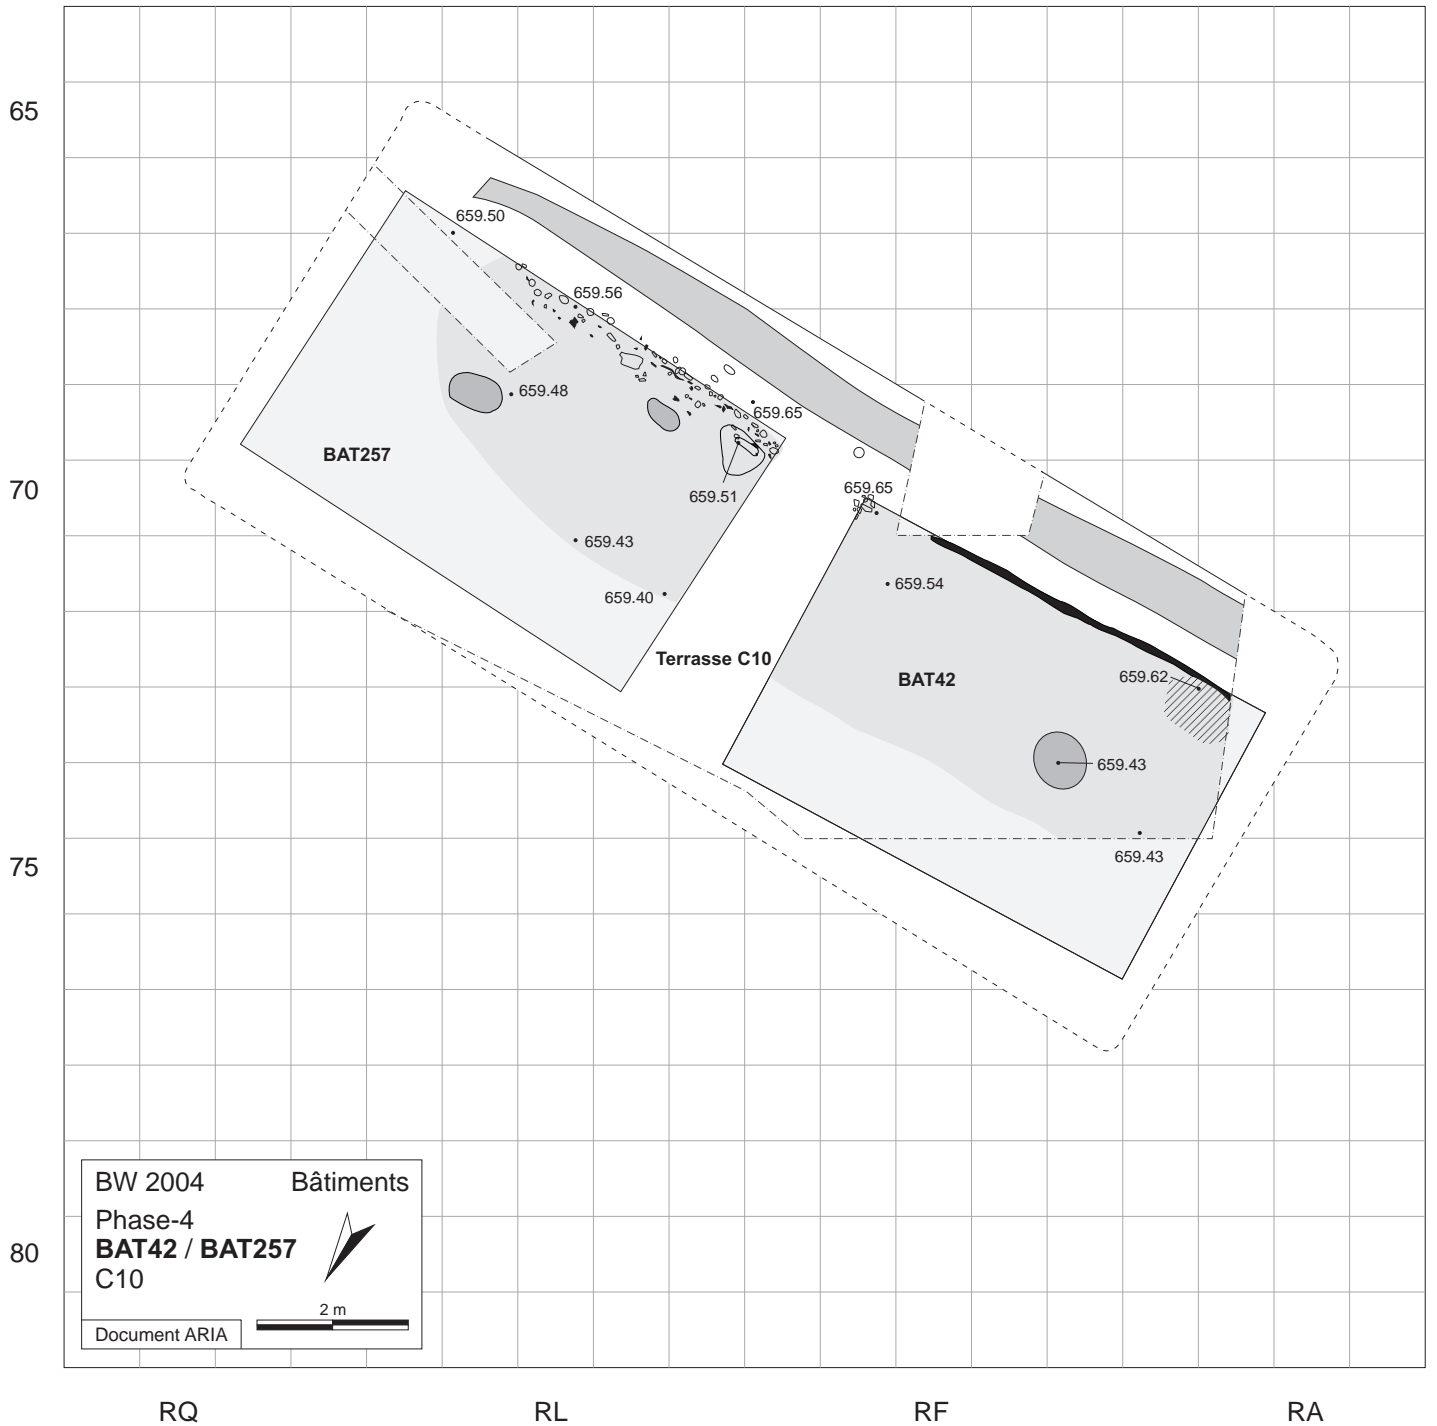 65
659.50
659.56
659.48
659.65
BAT257
659.51
70
659.65
659.43
659.54
659.40
Terrasse C10
BAT42
659.62
659.43
659.43
75
BW 2004 Bâtiments
Phase-4
BAT42 / BAT257
C10
80
2 m
Document ARIA
RQ RL RF RA